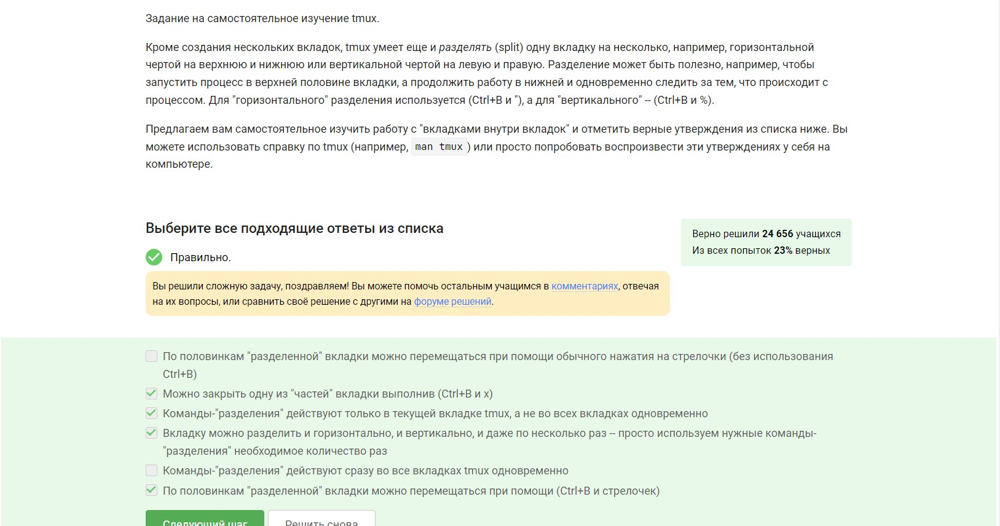 Задание на самостоятельное изучение tmux.
Кроме создания нескольких вкладок, tmux умеет еще и разделять (split) одну вкладку на несколько, например, горизонтальной
чертой на верхнюю и нижнюю или вертикальной чертой на левую и правую. Разделение может быть полезно, например, чтобы
запустить процесс в верхней половине вкладки, а продолжить работу в нижней и одновременно следить за тем, что происходит с
процессом. Для "горизонтального" разделения используется (Ctrl+B и "), а для "вертикального" -- (Ctrl+B и %).
Предлагаем вам самостоятельное изучить работу с "вкладками внутри вкладок" и отметить верные утверждения из списка ниже. Вы
можете использовать справку по tmux (например, man tmux) или просто попробовать воспроизвести эти утверждениях у себя на
компьютере.
Выберите все подходящие ответы из списка
Верно решили 24 656 учащихся
Из всех попыток 23% верных
Правильно.
Вы решили сложную задачу, поздравляем! Вы можете помочь остальным учащимся в комментариях, отвечая
на их вопросы, или сравнить своё решение с другими на форуме решений.
По половинкам "разделенной" вкладки можно перемещаться при помощи обычного нажатия на стрелочки (без использования
Ctrl+B)
Можно закрыть одну из "частей" вкладки выполнив (Ctrl+B и x)
Команды-"разделения" действуют только в текущей вкладке tmux, а не во всех вкладках одновременно
Вкладку можно разделить и горизонтально, и вертикально, и даже по несколько раз -- просто используем нужные команды-
"разделения" необходимое количество раз
Команды-"разделения" действуют сразу во все вкладках tmux одновременно
По половинкам "разделенной" вкладки можно перемещаться при помощи (Ctrl+B и стрелочек)
Следующий шаг
Решить снова